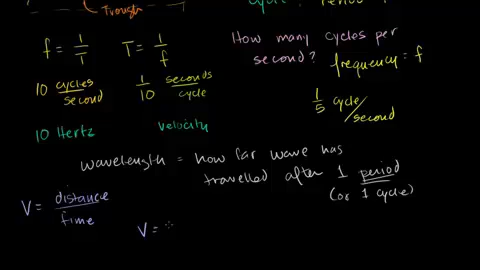 Trough
cycle? Period?
f = 1/T
T = 1/f
How many cycles per
second?
frequency = f
10 cycles/second
1/10 seconds/cycle
1/5 cycle/second
10 Hertz
velocity
wavelength = how far wave has
travelled after 1 period
(or 1 cycle)
V = distance/time
V =